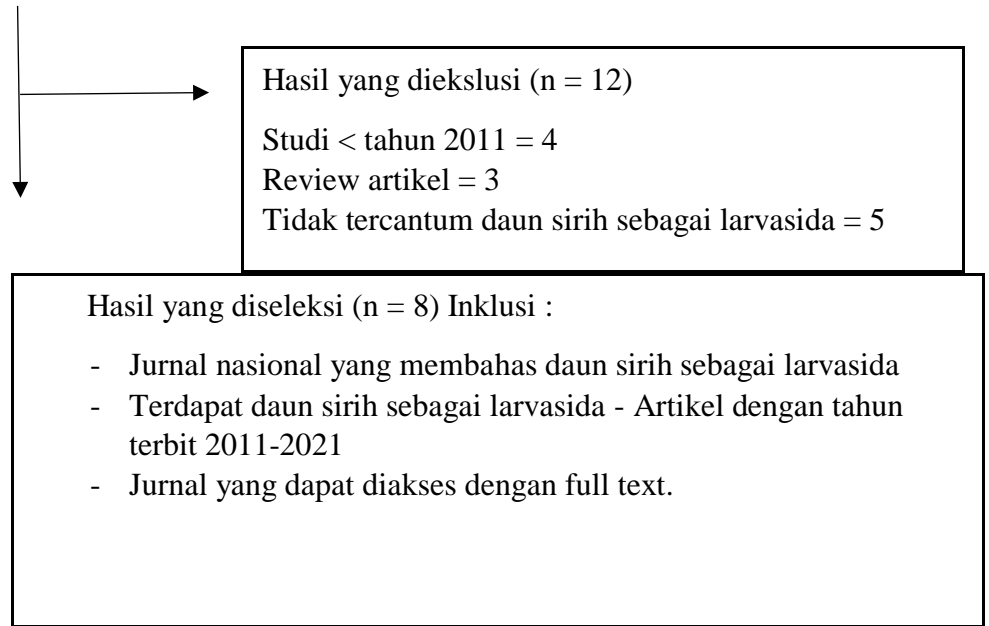 Hasil yang diekslusi (n = 12)
Studi < tahun 2011 = 4
Review artikel = 3
Tidak tercantum daun sirih sebagai larvasida = 5
Hasil yang diseleksi (n = 8) Inklusi :
- Jurnal nasional yang membahas daun sirih sebagai larvasida
- Terdapat daun sirih sebagai larvasida - Artikel dengan tahun
terbit 2011-2021
- Jurnal yang dapat diakses dengan full text.